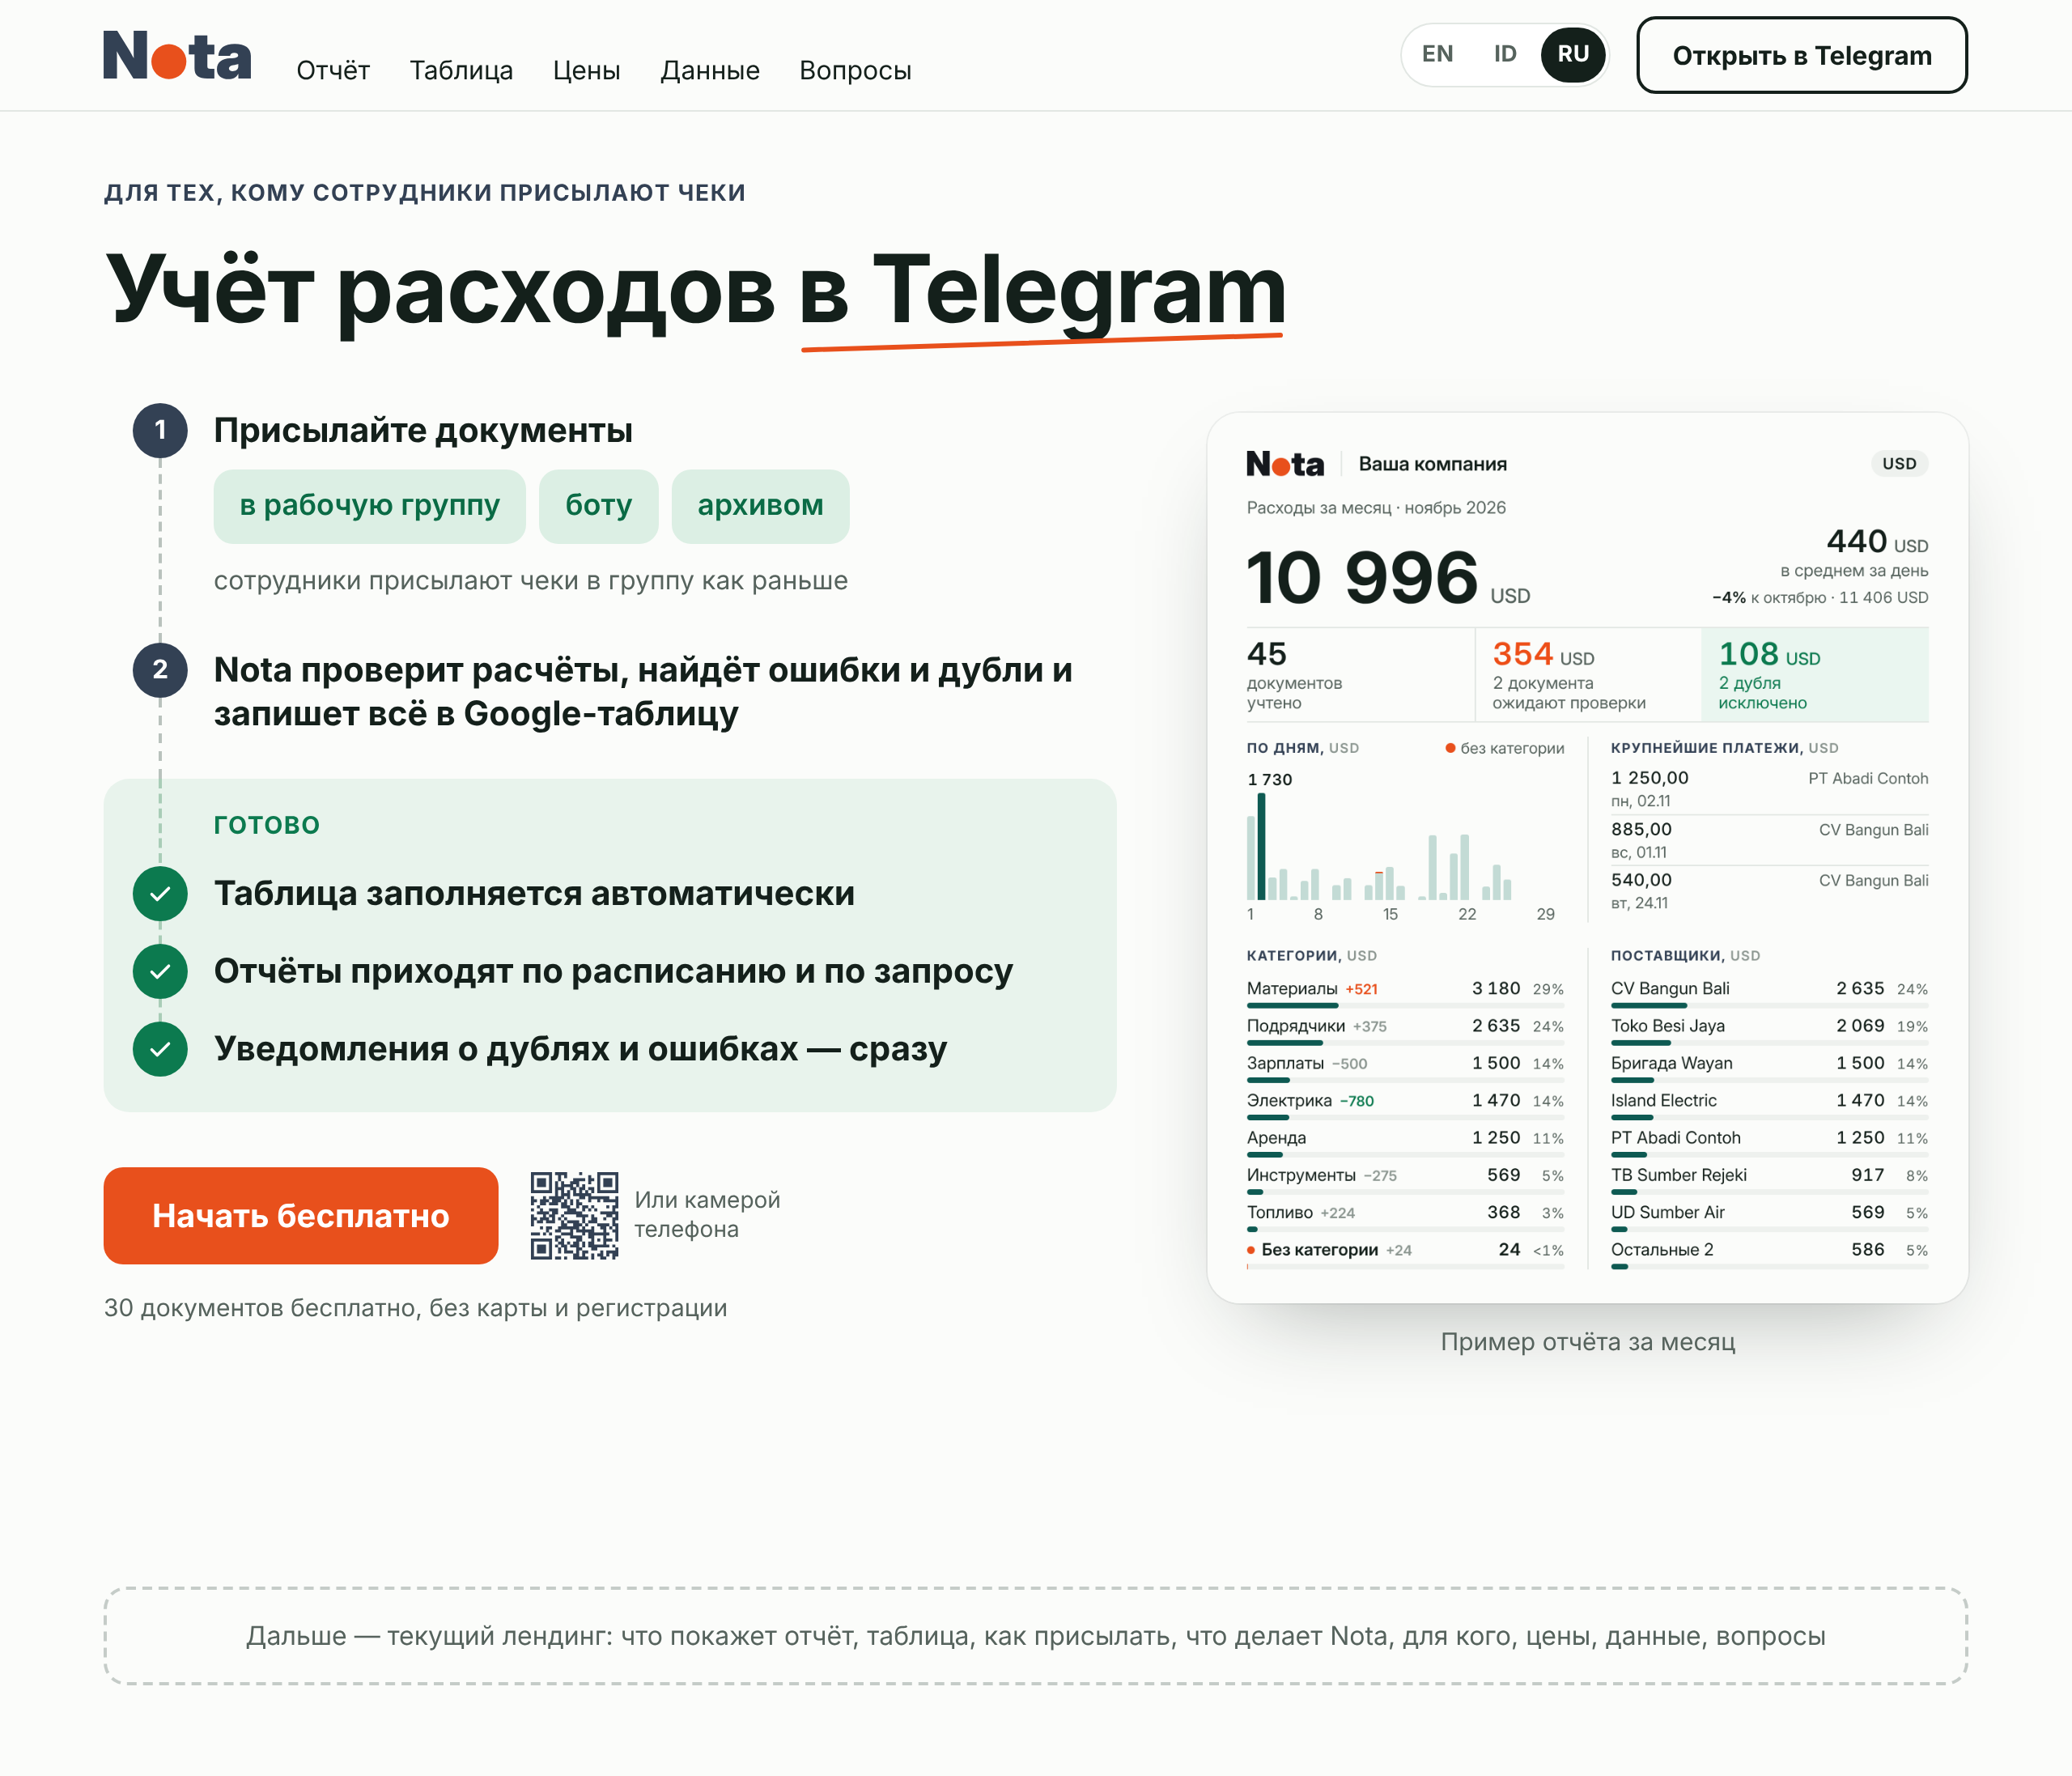 Nota
Отчёт Таблица Цены Данные Вопросы
EN ID RU
Открыть в Telegram
ДЛЯ ТЕХ, КОМУ СОТРУДНИКИ ПРИСЫЛАЮТ ЧЕКИ
Учёт расходов в Telegram
1
Присылайте документы
в рабочую группу боту архивом
сотрудники присылают чеки в группу как раньше
2
Nota проверит расчёты, найдёт ошибки и дубли и
запишет всё в Google-таблицу
ГОТОВО
Таблица заполняется автоматически
Отчёты приходят по расписанию и по запросу
Уведомления о дублях и ошибках — сразу
Начать бесплатно
Или камерой
телефона
30 документов бесплатно, без карты и регистрации
Nota Ваша компания USD
Расходы за месяц · ноябрь 2026
10 996 USD
440 USD
в среднем за день
−4% к октябрю · 11 406 USD
45
документов
учтено
354 USD
2 документа
ожидают проверки
108 USD
2 дубля
исключено
ПО ДНЯМ, USD без категории
1 730
1 8 15 22 29
КРУПНЕЙШИЕ ПЛАТЕЖИ, USD
1 250,00 PT Abadi Contoh
пн, 02.11
885,00 CV Bangun Bali
вс, 01.11
540,00 CV Bangun Bali
вт, 24.11
КАТЕГОРИИ, USD
Материалы +521 3 180 29%
Подрядчики +375 2 635 24%
Зарплаты −500 1 500 14%
Электрика −780 1 470 14%
Аренда 1 250 11%
Инструменты −275 569 5%
Топливо +224 368 3%
Без категории +24 24 <1%
ПОСТАВЩИКИ, USD
CV Bangun Bali 2 635 24%
Toko Besi Jaya 2 069 19%
Бригада Wayan 1 500 14%
Island Electric 1 470 14%
PT Abadi Contoh 1 250 11%
TB Sumber Rejeki 917 8%
UD Sumber Air 569 5%
Остальные 2 586 5%
Пример отчёта за месяц
Дальше — текущий лендинг: что покажет отчёт, таблица, как присылать, что делает Nota, для кого, цены, данные, вопросы